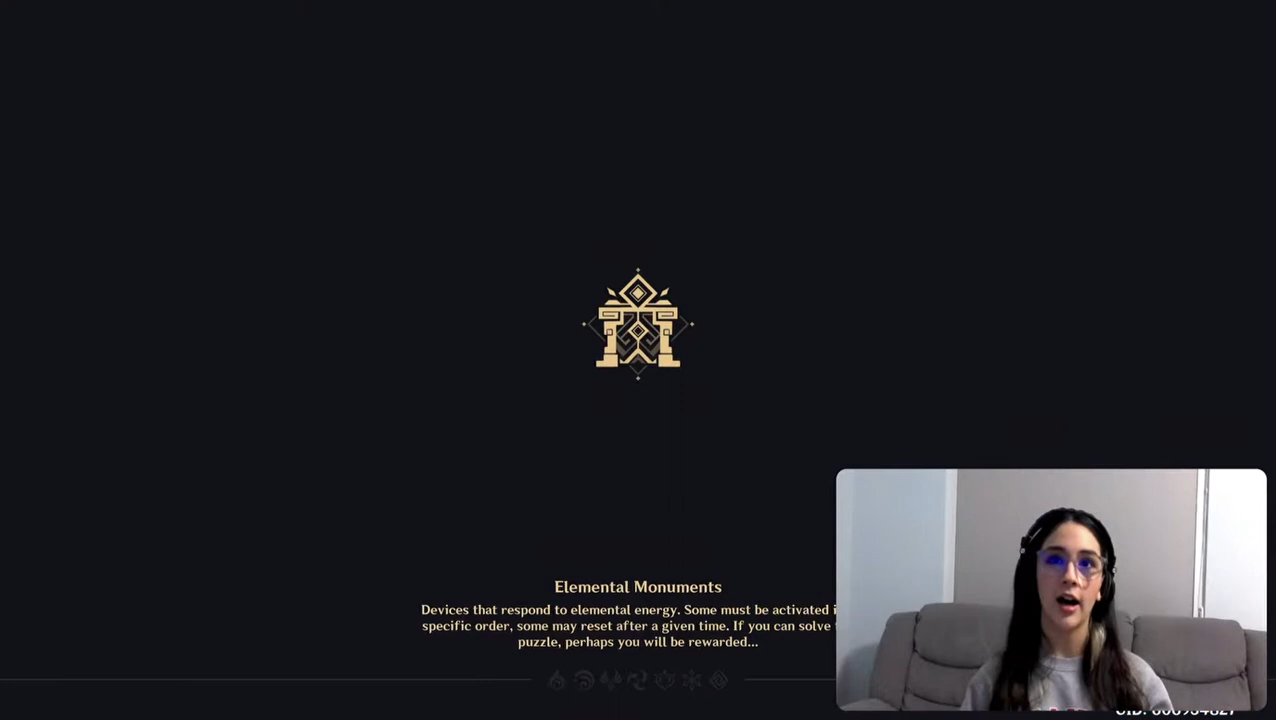 Elemental Monuments
Devices that respond to elemental energy. Some must be activated
specific order, some may reset after a given time. If you can solve
puzzle, perhaps you will be rewarded...
UID: